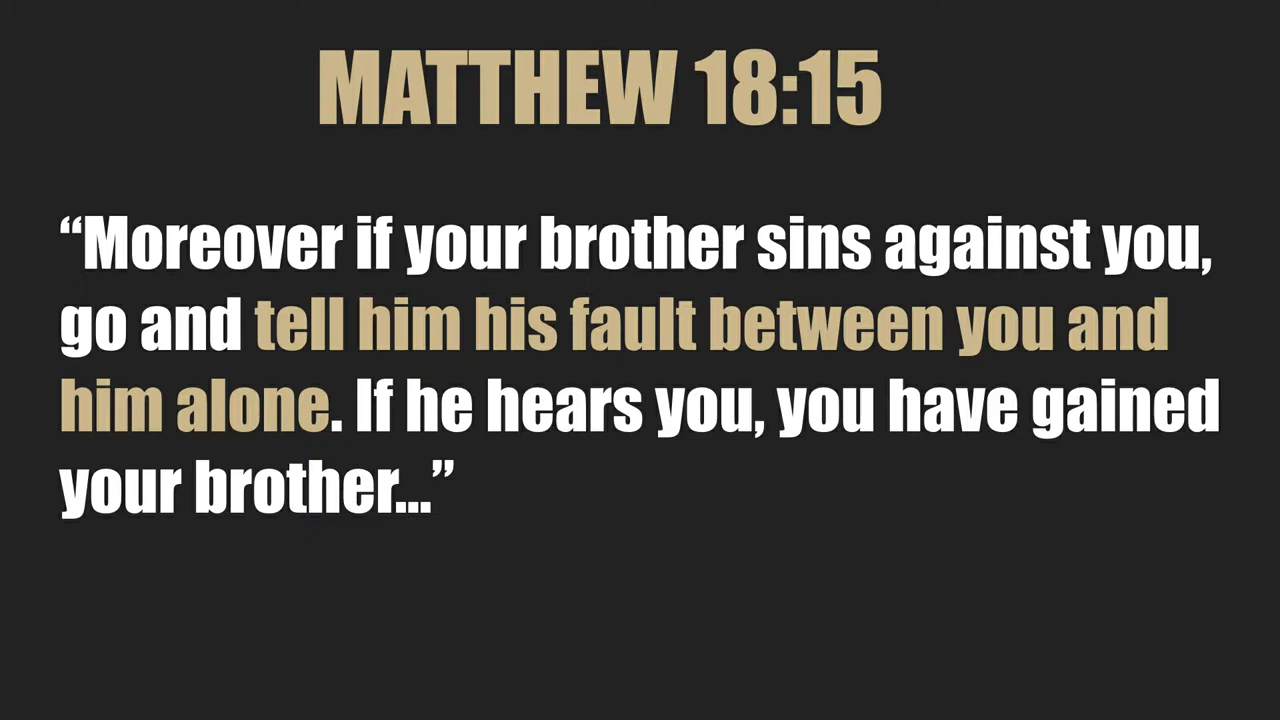 MATTHEW 18:15
“Moreover if your brother sins against you,
go and tell him his fault between you and
him alone. If he hears you, you have gained
your brother...”